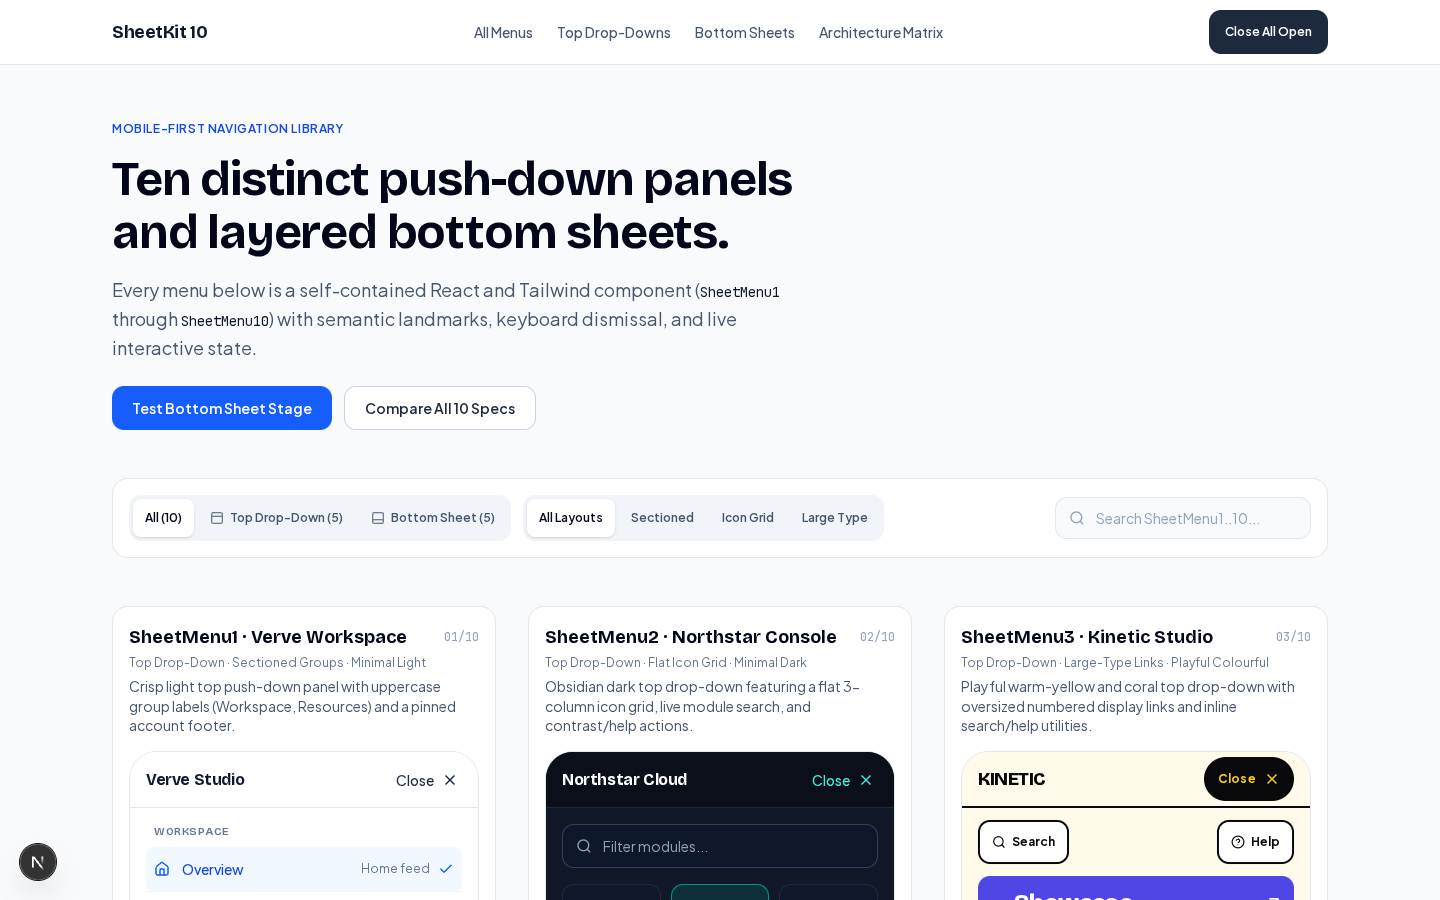 SheetKit 10
All Menus
Top Drop-Downs
Bottom Sheets
Architecture Matrix
Close All Open
MOBILE-FIRST NAVIGATION LIBRARY
Ten distinct push-down panels
and layered bottom sheets.
Every menu below is a self-contained React and Tailwind component (SheetMenu1
through SheetMenu10) with semantic landmarks, keyboard dismissal, and live
interactive state.
Test Bottom Sheet Stage
Compare All 10 Specs
All (10)
Top Drop-Down (5)
Bottom Sheet (5)
All Layouts
Sectioned
Icon Grid
Large Type
Search SheetMenu1..10...
SheetMenu1 · Verve Workspace
01/10
Top Drop-Down · Sectioned Groups · Minimal Light
Crisp light top push-down panel with uppercase
group labels (Workspace, Resources) and a pinned
account footer.
Verve Studio
Close
WORKSPACE
Overview
Home feed
SheetMenu2 · Northstar Console
02/10
Top Drop-Down · Flat Icon Grid · Minimal Dark
Obsidian dark top drop-down featuring a flat 3-
column icon grid, live module search, and
contrast/help actions.
Northstar Cloud
Close
Filter modules...
SheetMenu3 · Kinetic Studio
03/10
Top Drop-Down · Large-Type Links · Playful Colourful
Playful warm-yellow and coral top drop-down with
oversized numbered display links and inline
search/help utilities.
KINETIC
Close
Search
Help
Showcase
N